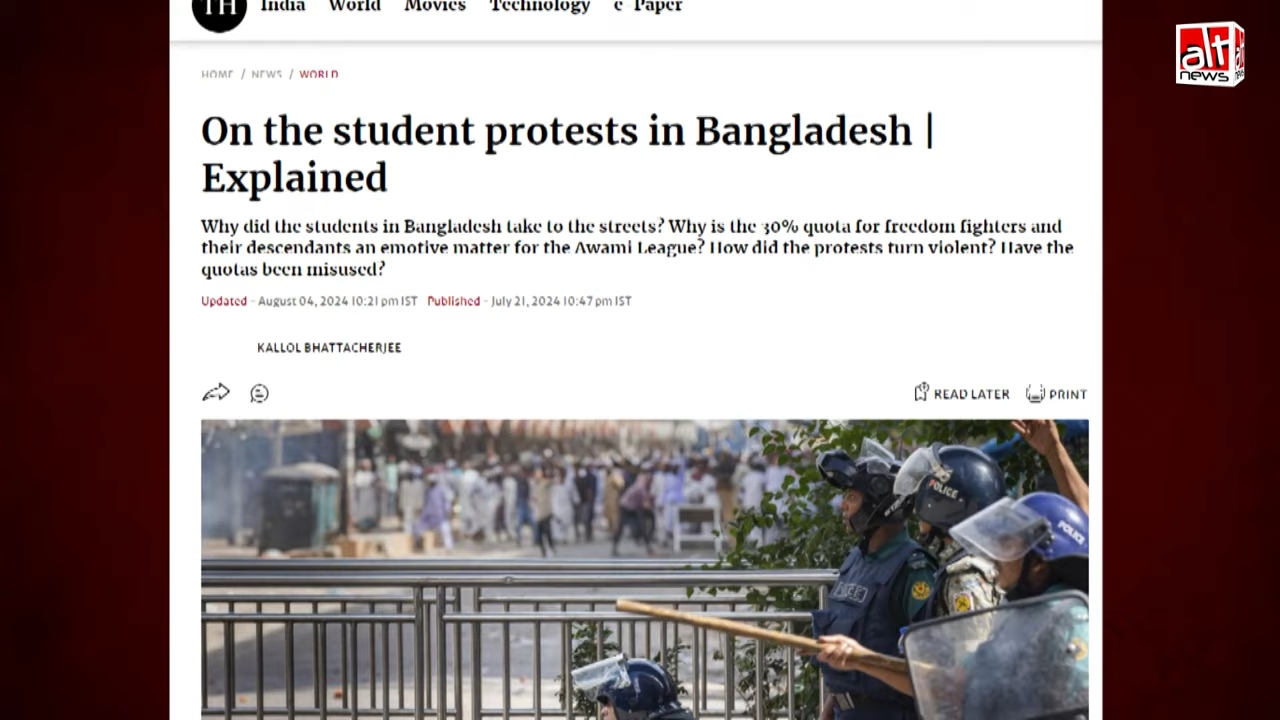 TH India World Movies Technology e-Paper
alt
news
HOME / NEWS / WORLD
On the student protests in Bangladesh |
Explained
Why did the students in Bangladesh take to the streets? Why is the 30% quota for freedom fighters and
their descendants an emotive matter for the Awami League? How did the protests turn violent? Have the
quotas been misused?
Updated - August 04, 2024 10:21 pm IST Published - July 21, 2024 10:47 pm IST
KALLOL BHATTACHERJEE
READ LATER PRINT
POLICE
POLICE
POLICE